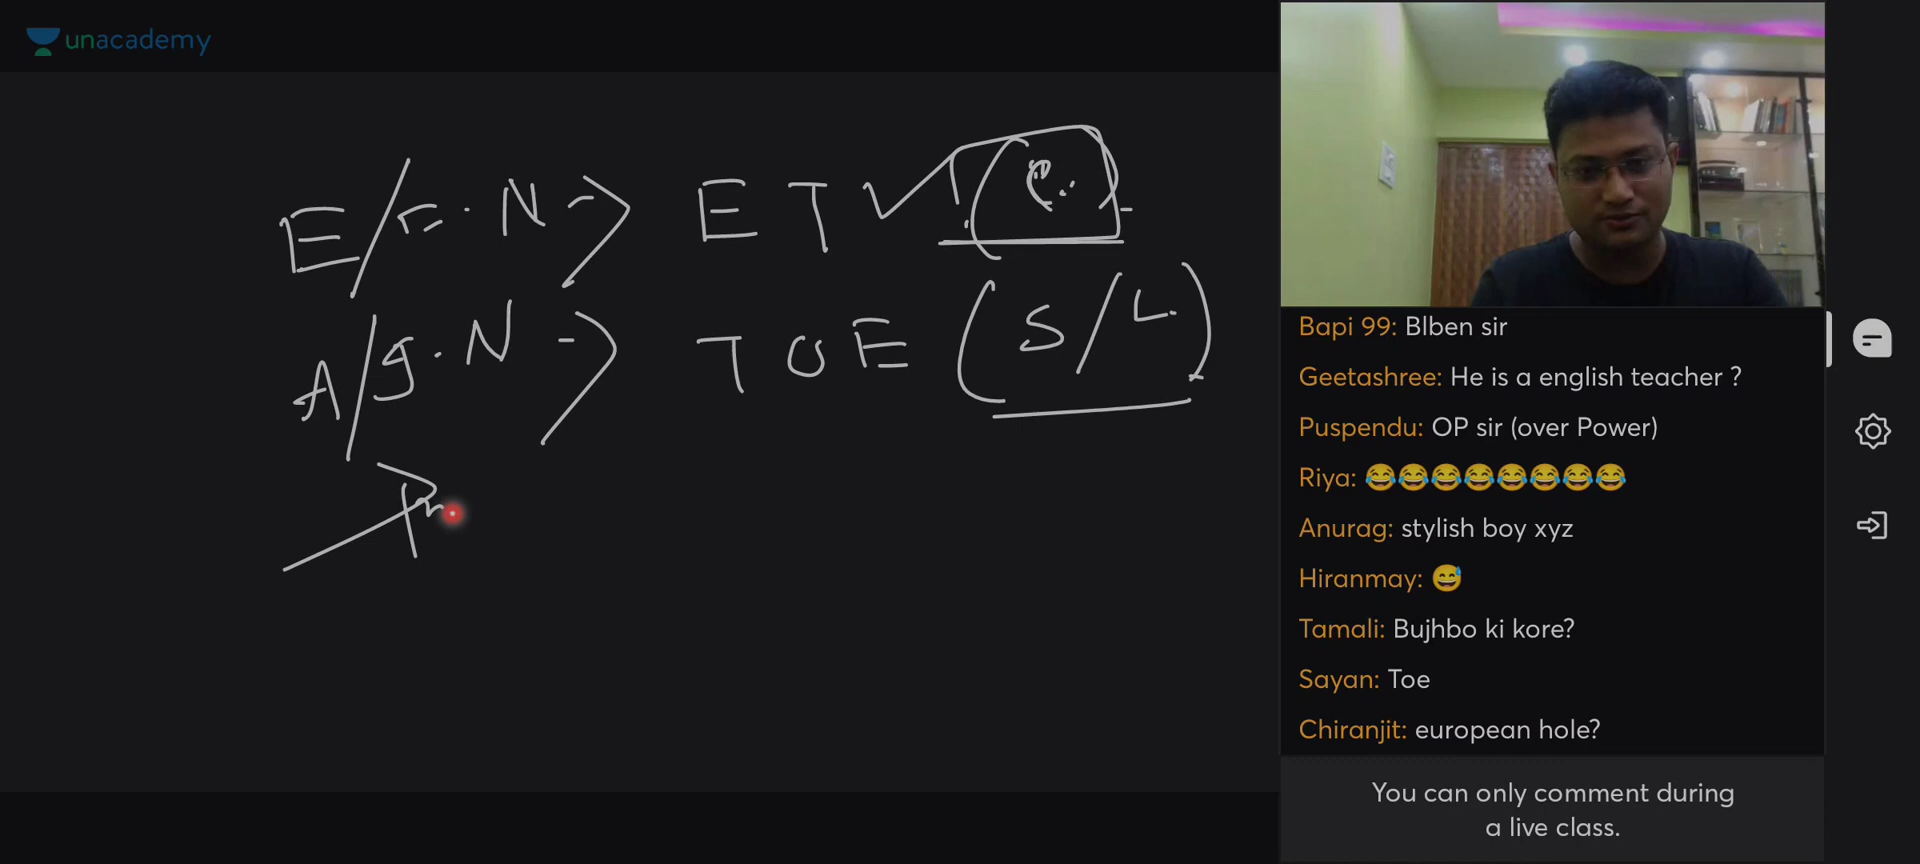 unacademy
E/F.N -> ET ✓ (C..)
A/g.N -> TOE (S/L)
Bapi 99: Blben sir
Geetashree: He is a english teacher ?
Puspendu: OP sir (over Power)
Riya: 😂😂😂😂😂😂😂😂
Anurag: stylish boy xyz
Hiranmay: 😅
Tamali: Bujhbo ki kore?
Sayan: Toe
Chiranjit: european hole?
You can only comment during
a live class.